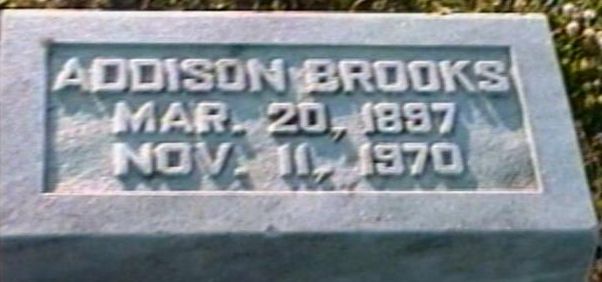 ADDISON BROOKS
MAR. 20, 1897
NOV. 11, 1970